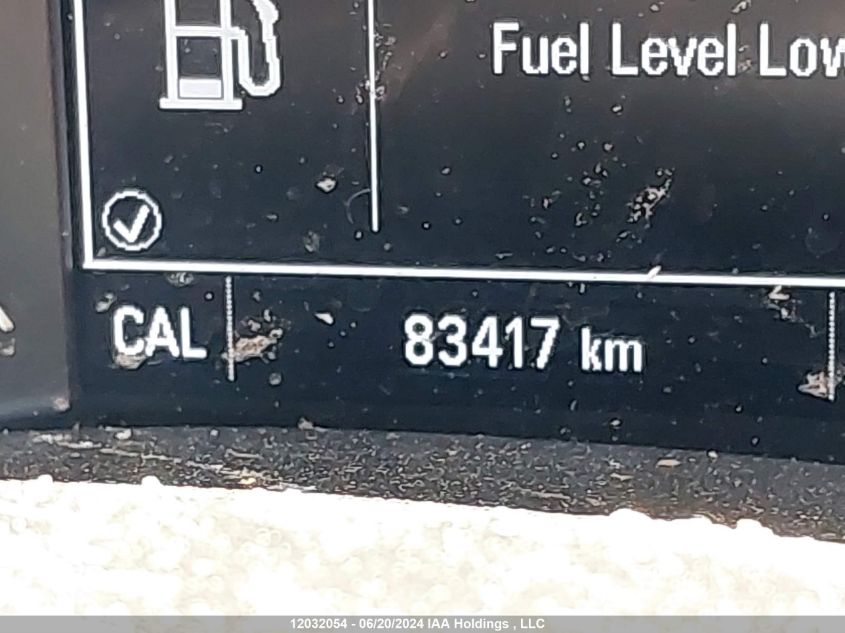 Fuel Level Low
CAL 83417 km
12032054 - 06/20/2024 IAA Holdings , LLC